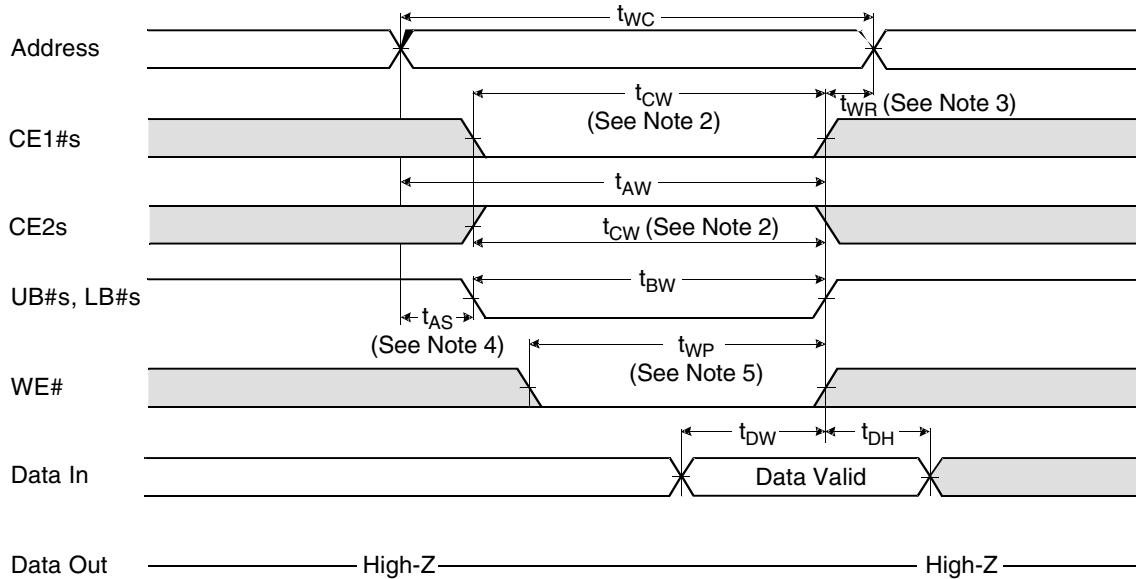 tWC
Address
tCW
(See Note 2)
tWR (See Note 3)
CE1#s
tAW
CE2s
tCW (See Note 2)
UB#s, LB#s
tBW
tAS
(See Note 4)
tWP
(See Note 5)
WE#
tDW
tDH
Data In
Data Valid
Data Out
High-Z
High-Z